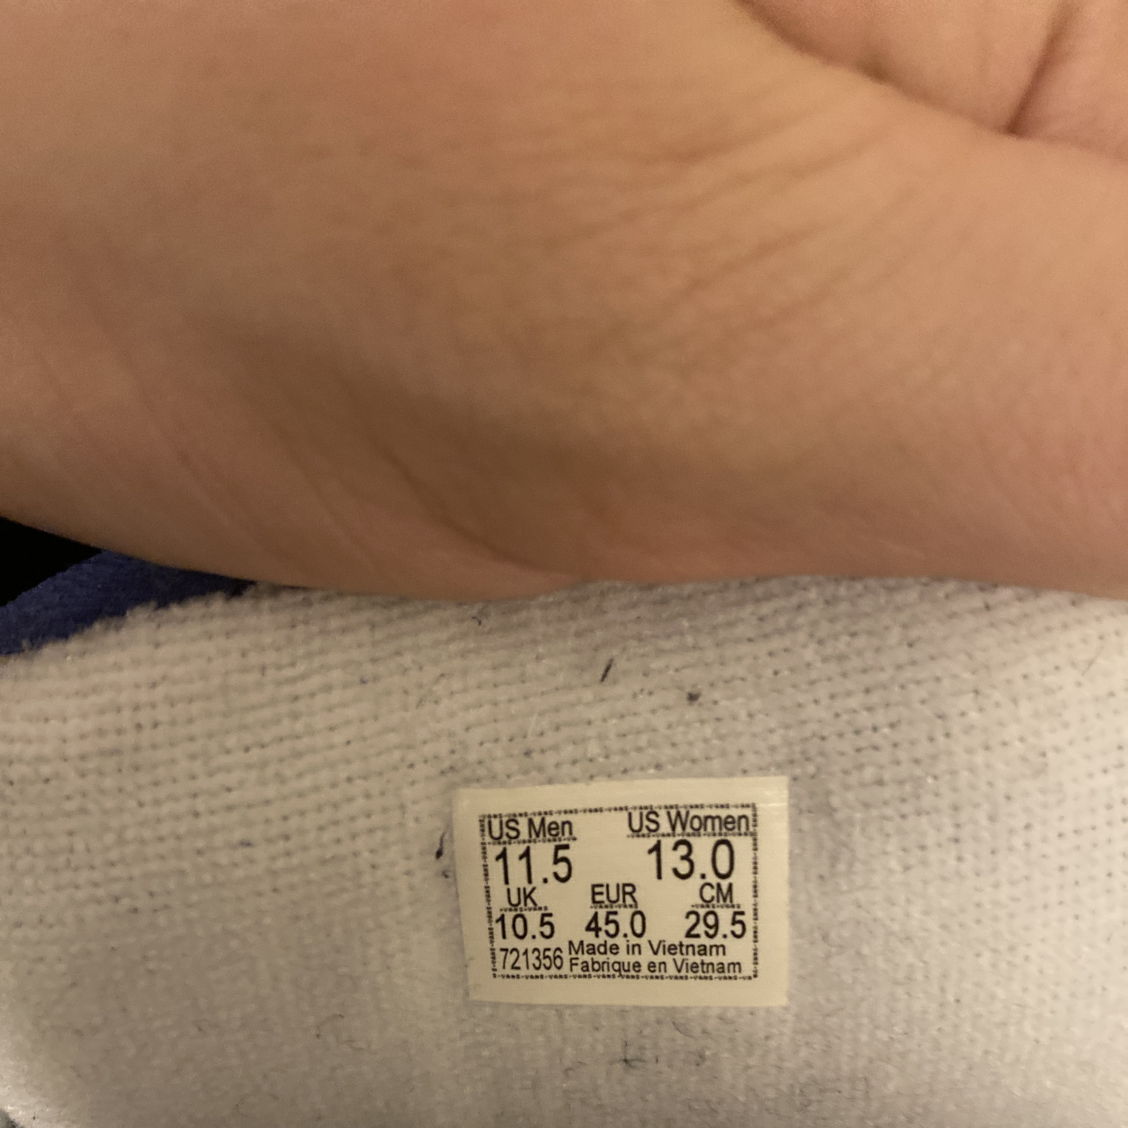 US Men US Women
11.5 13.0
UK EUR CM
10.5 45.0 29.5
721356 Made in Vietnam
Fabrique en Vietnam